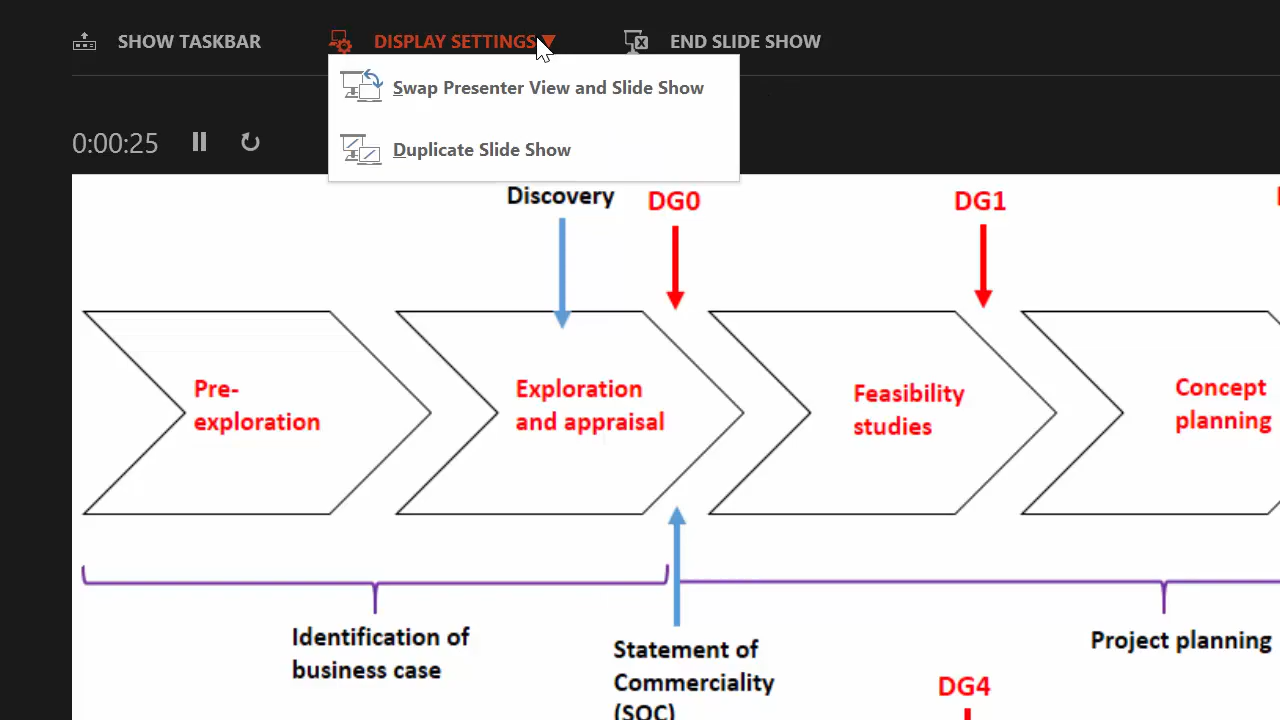 SHOW TASKBAR
DISPLAY SETTINGS
END SLIDE SHOW
Swap Presenter View and Slide Show
Duplicate Slide Show
0:00:25
Discovery
DG0
DG1
Pre-
exploration
Exploration
and appraisal
Feasibility
studies
Concept
planning
Identification of
business case
Statement of
Commerciality
(SOC)
Project planning
DG4